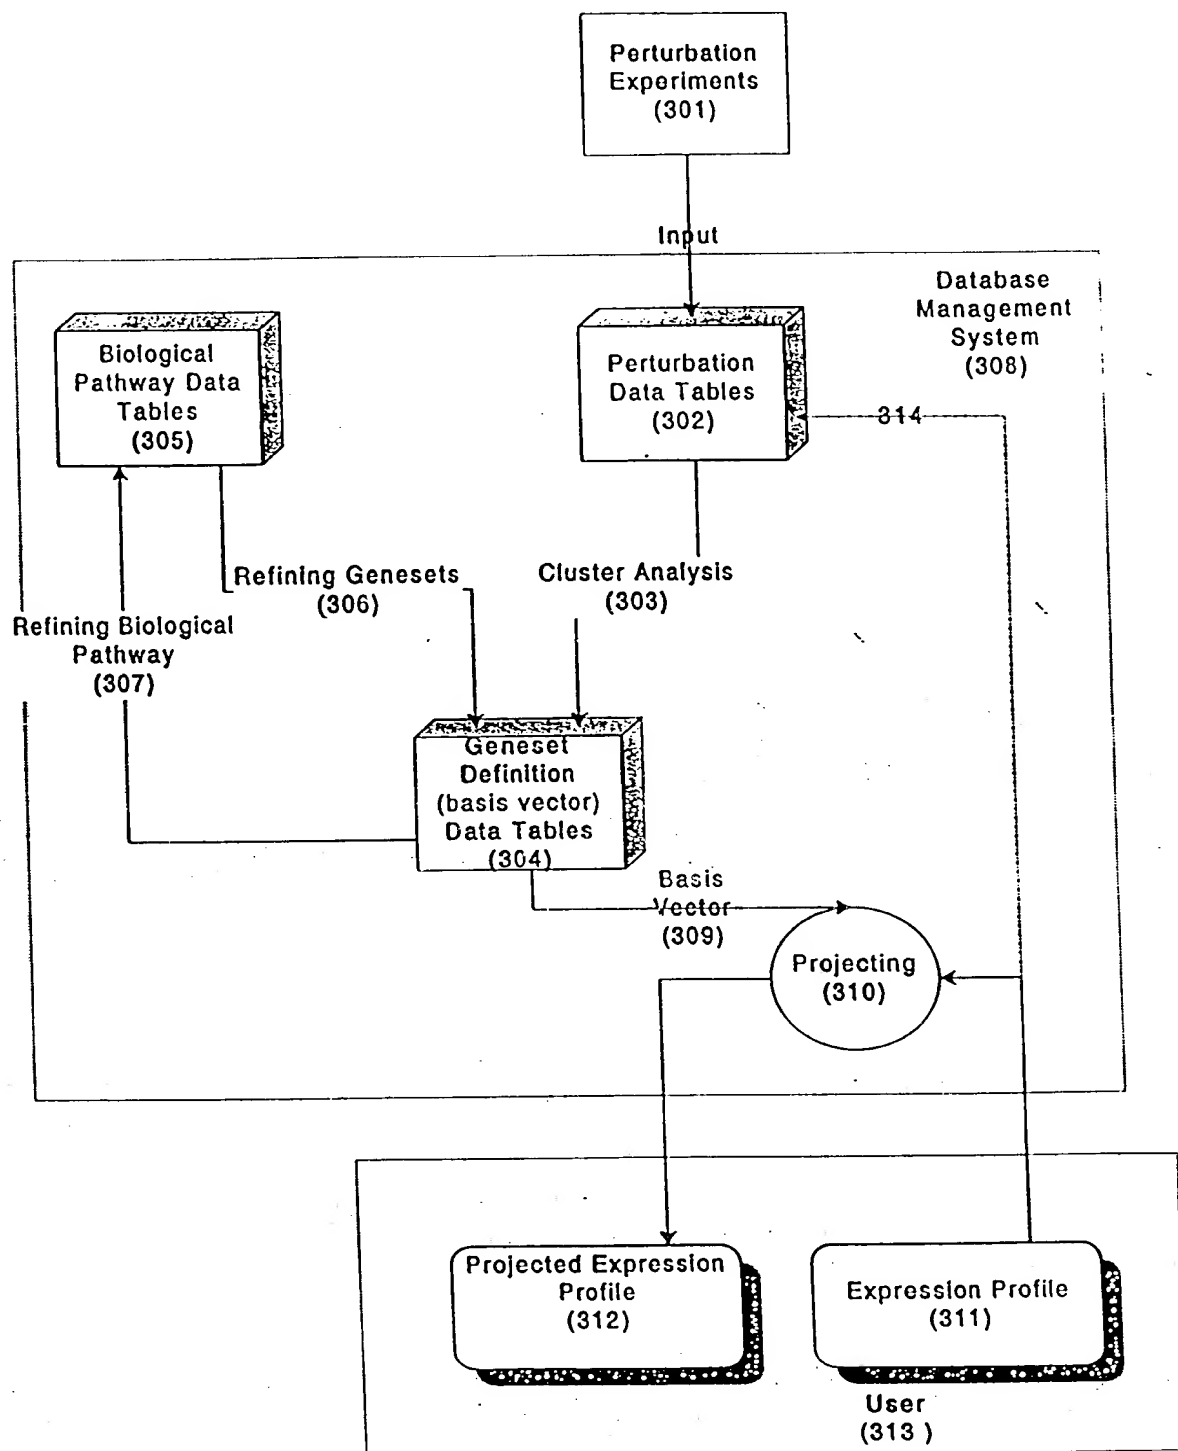 Perturbation
Experiments
(301)
Input
Database
Management
System
(308)
Biological
Pathway Data
Tables
(305)
Perturbation
Data Tables
(302)
314
Refining Genesets
(306)
Cluster Analysis
(303)
Refining Biological
Pathway
(307)
Geneset
Definition
(basis vector)
Data Tables
(304)
Basis
Vector
(309)
Projecting
(310)
Projected Expression
Profile
(312)
Expression Profile
(311)
User
(313 )